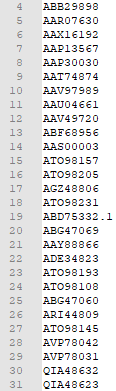 4 ABB29898
5 AAR07630
6 AAX16192
7 AAP13567
8 AAP30030
9 AAT74874
10 AAV97989
11 AAU04661
12 AAV49720
13 ABF68956
14 AAS00003
15 ATO98157
16 ATO98205
17 AGZ48806
18 ATO98231
19 ABD75332.1
20 ABG47069
21 AAY88866
22 ADE34823
23 ATO98193
24 ATO98108
25 ABG47060
26 ARI44809
27 ATO98145
28 AVP78042
29 AVP78031
30 QIA48632
31 QIA48623